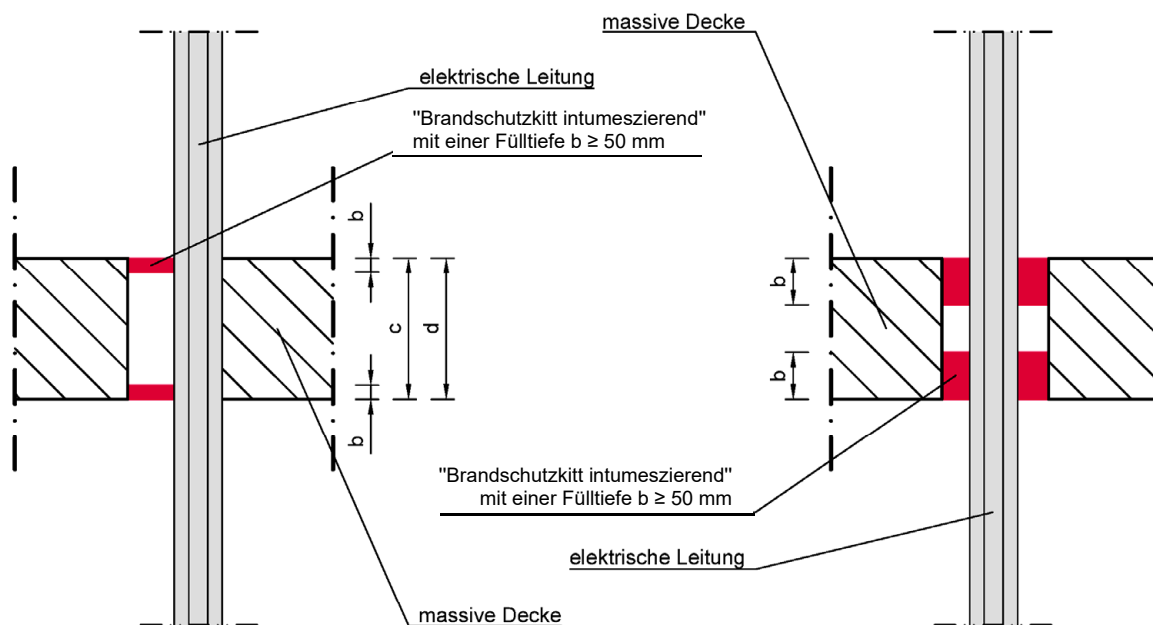 massive Decke
elektrische Leitung
"Brandschutzkitt intumeszierend"
mit einer Fülltiefe b ≥ 50 mm
b
c
d
b
b
b
"Brandschutzkitt intumeszierend"
mit einer Fülltiefe b ≥ 50 mm
elektrische Leitung
massive Decke